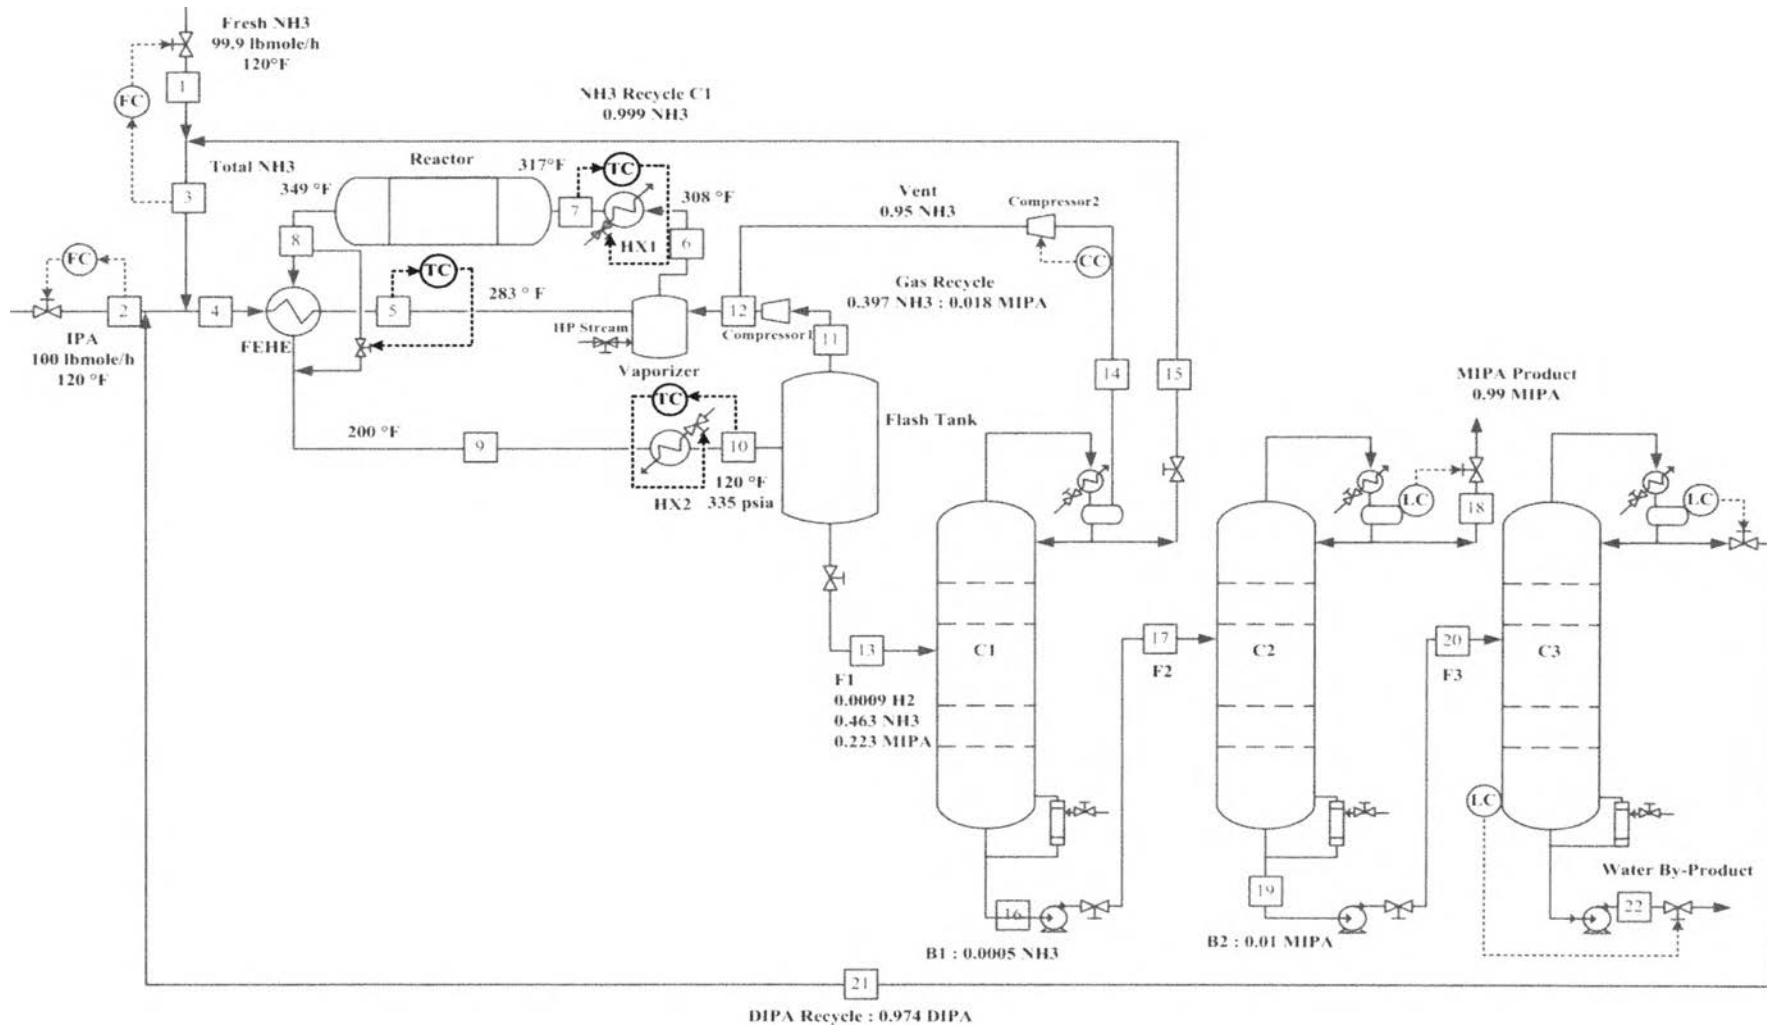 Fresh NH3
99.9 lbmole/h
120°F
1
FC
NH3 Recycle C1
0.999 NH3
Total NH3
3
Reactor
349 °F
317°F
TC
7
308 °F
HX1
6
8
Vent
0.95 NH3
Compressor2
CC
FC
2
4
5
TC
283 ° F
Gas Recycle
0.397 NH3 : 0.018 MIPA
12
Compressor1
11
IPA
100 lbmole/h
120 °F
FEHE
HP Stream
Vaporizer
14
15
MIPA Product
0.99 MIPA
TC
Flash Tank
200 °F
9
10
120 °F
335 psia
HX2
LC
18
LC
13
C1
17
C2
20
C3
F1
0.0009 H2
0.463 NH3
0.223 MIPA
F2
F3
LC
16
19
Water By-Product
22
B1 : 0.0005 NH3
B2 : 0.01 MIPA
21
DIPA Recycle : 0.974 DIPA